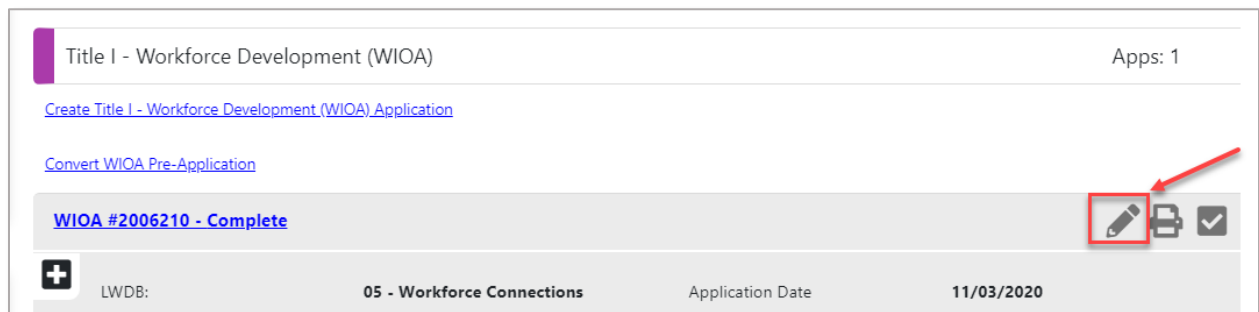 Title I - Workforce Development (WIOA) Apps: 1
Create Title I - Workforce Development (WIOA) Application
Convert WIOA Pre-Application
WIOA #2006210 - Complete
LWDB: 05 - Workforce Connections Application Date 11/03/2020